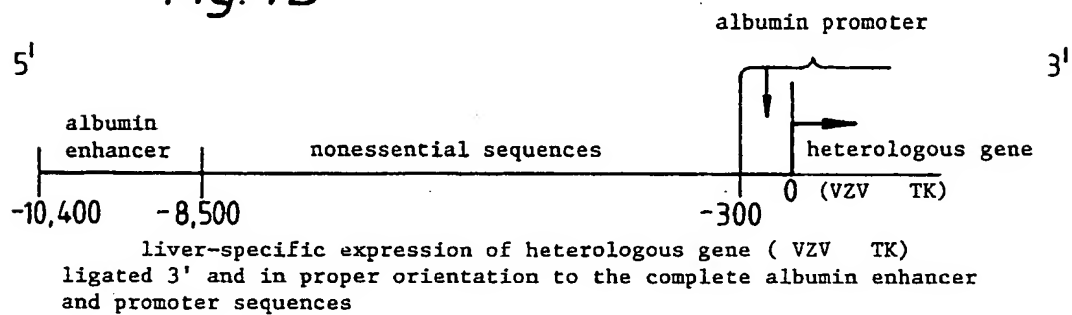 Fig. 1B
albumin promoter
5' 3'
albumin
enhancer nonessential sequences heterologous gene
-10,400 -8,500 -300 0 (VZV TK)
liver-specific expression of heterologous gene ( VZV TK)
ligated 3' and in proper orientation to the complete albumin enhancer
and promoter sequences